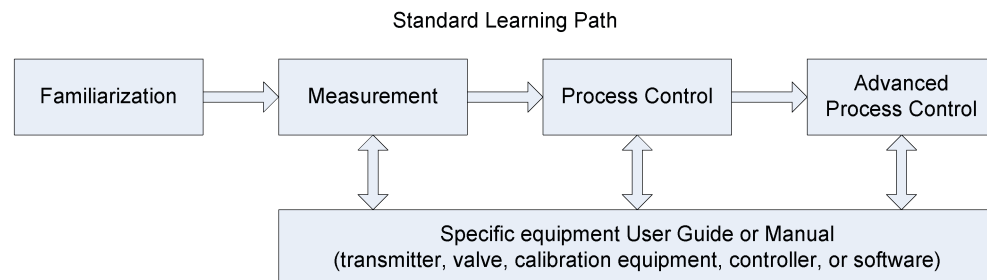 Standard Learning Path
Familiarization
Measurement
Process Control
Advanced
Process Control
Specific equipment User Guide or Manual
(transmitter, valve, calibration equipment, controller, or software)